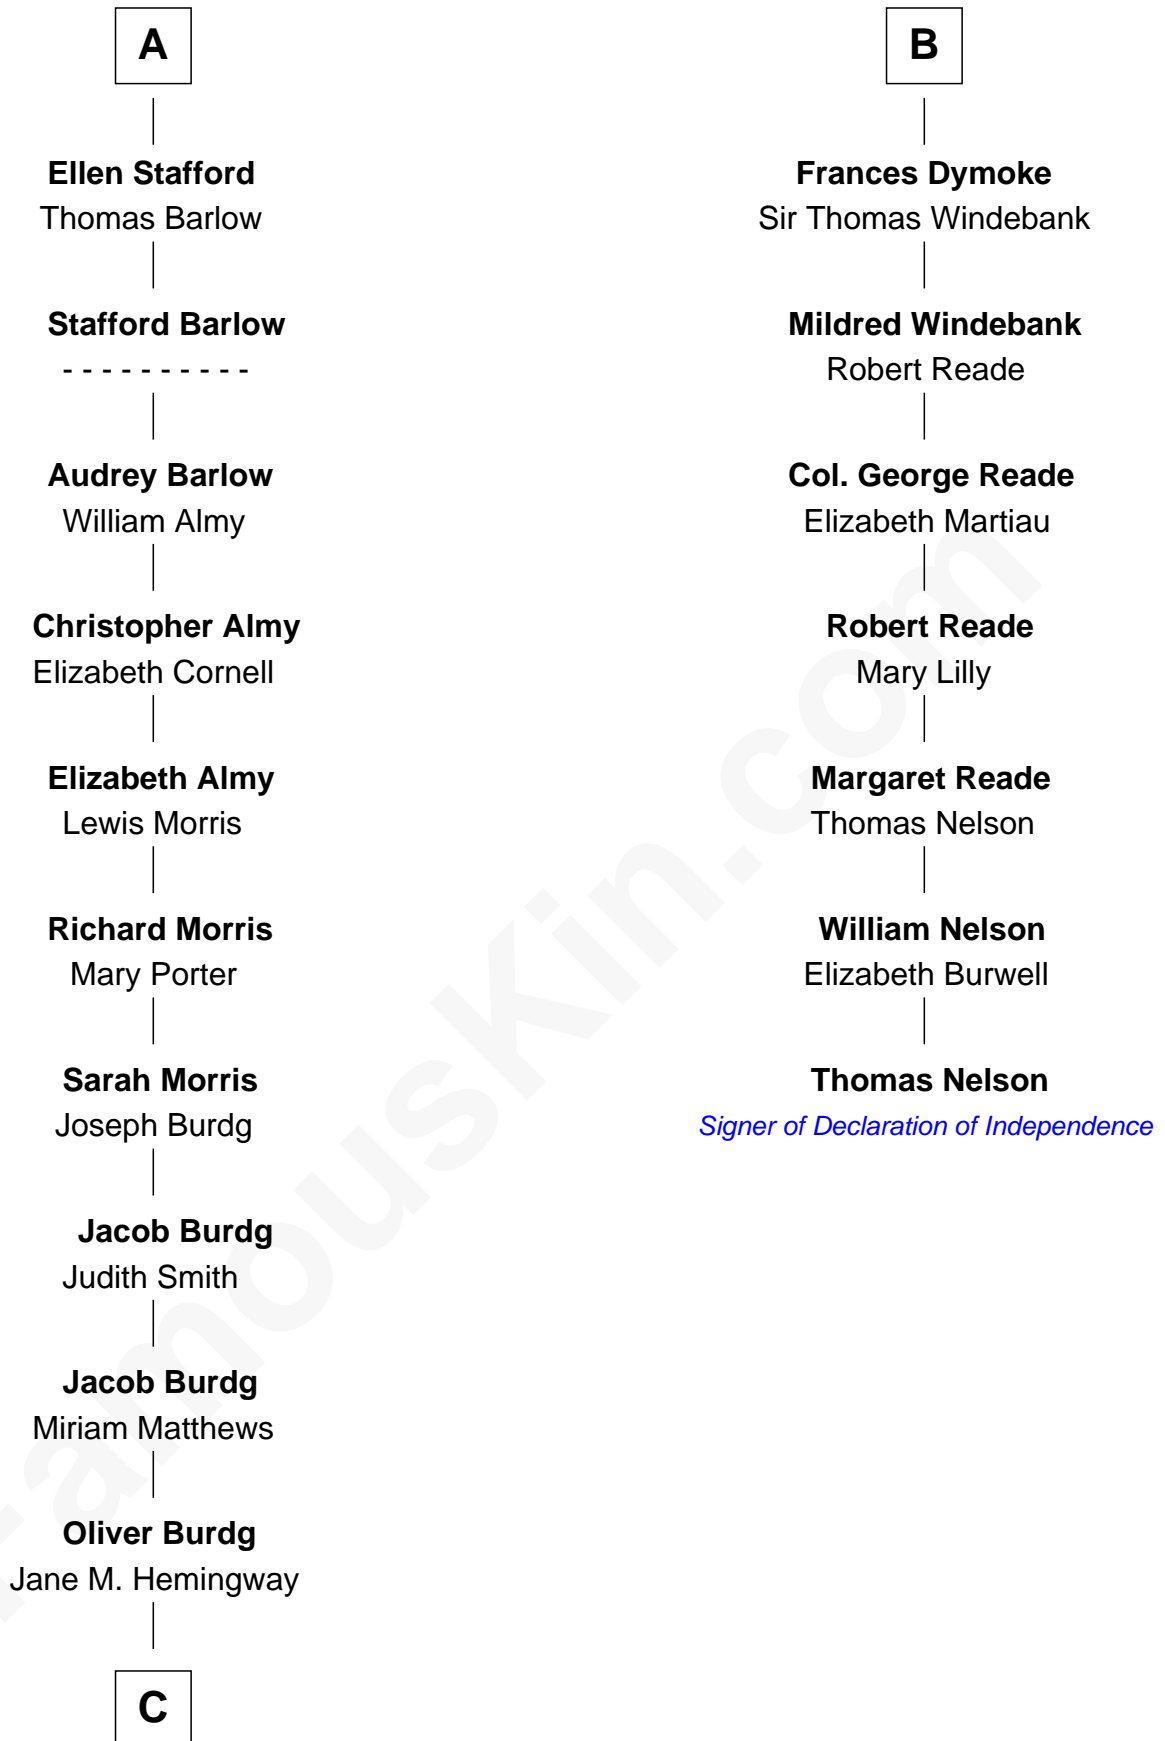 A
Ellen Stafford
Thomas Barlow
Stafford Barlow
- - - - - - - - - -
Audrey Barlow
William Almy
Christopher Almy
Elizabeth Cornell
Elizabeth Almy
Lewis Morris
Richard Morris
Mary Porter
Sarah Morris
Joseph Burdg
Jacob Burdg
Judith Smith
Jacob Burdg
Miriam Matthews
Oliver Burdg
Jane M. Hemingway
C
B
Frances Dymoke
Sir Thomas Windebank
Mildred Windebank
Robert Reade
Col. George Reade
Elizabeth Martiau
Robert Reade
Mary Lilly
Margaret Reade
Thomas Nelson
William Nelson
Elizabeth Burwell
Thomas Nelson
Signer of Declaration of Independence
FamousKin.com